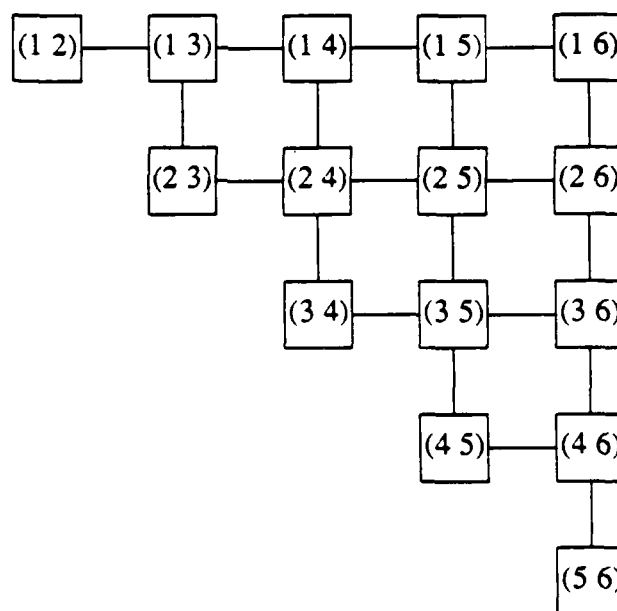 (1 2) (1 3) (1 4) (1 5) (1 6)
(2 3) (2 4) (2 5) (2 6)
(3 4) (3 5) (3 6)
(4 5) (4 6)
(5 6)